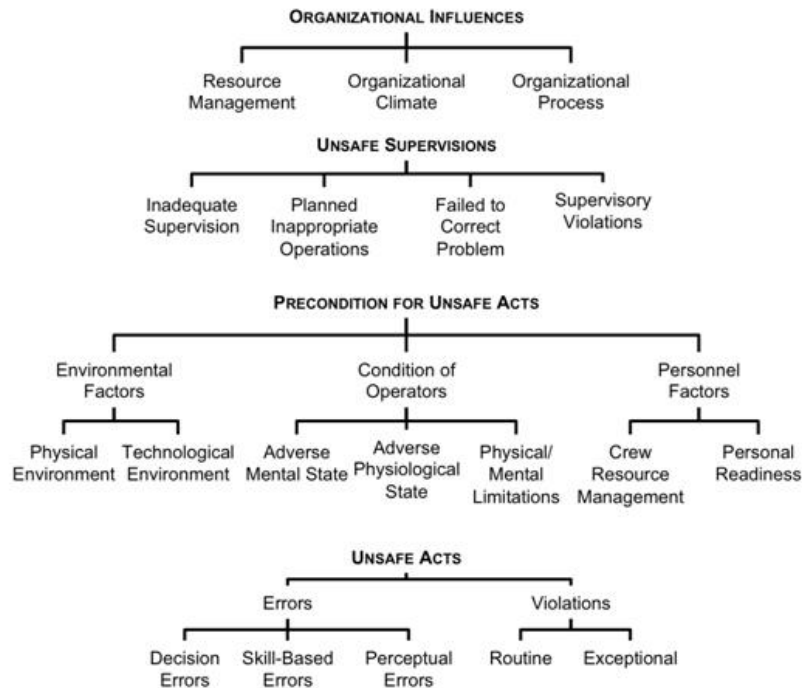 ORGANIZATIONAL INFLUENCES
Resource
Management
Organizational
Climate
Organizational
Process
UNSAFE SUPERVISIONS
Inadequate
Supervision
Planned
Inappropriate
Operations
Failed to
Correct
Problem
Supervisory
Violations
PRECONDITION FOR UNSAFE ACTS
Environmental
Factors
Condition of
Operators
Personnel
Factors
Physical
Environment
Technological
Environment
Adverse
Mental State
Adverse
Physiological
State
Physical/
Mental
Limitations
Crew
Resource
Management
Personal
Readiness
UNSAFE ACTS
Errors
Violations
Decision
Errors
Skill-Based
Errors
Perceptual
Errors
Routine
Exceptional